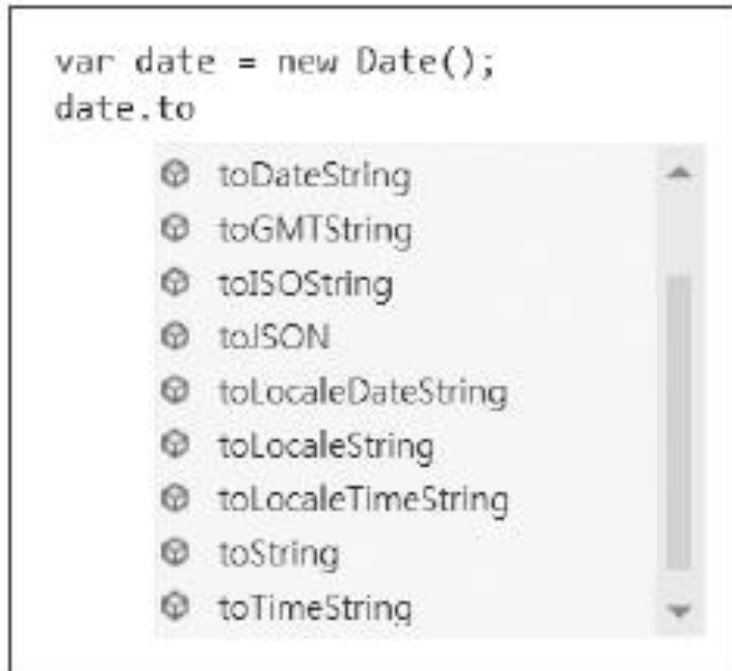 var date = new Date();
date.to
toDateString
toGMTString
toISOString
toJSON
toLocaleDateString
toLocaleString
toLocaleTimeString
toString
toTimeString